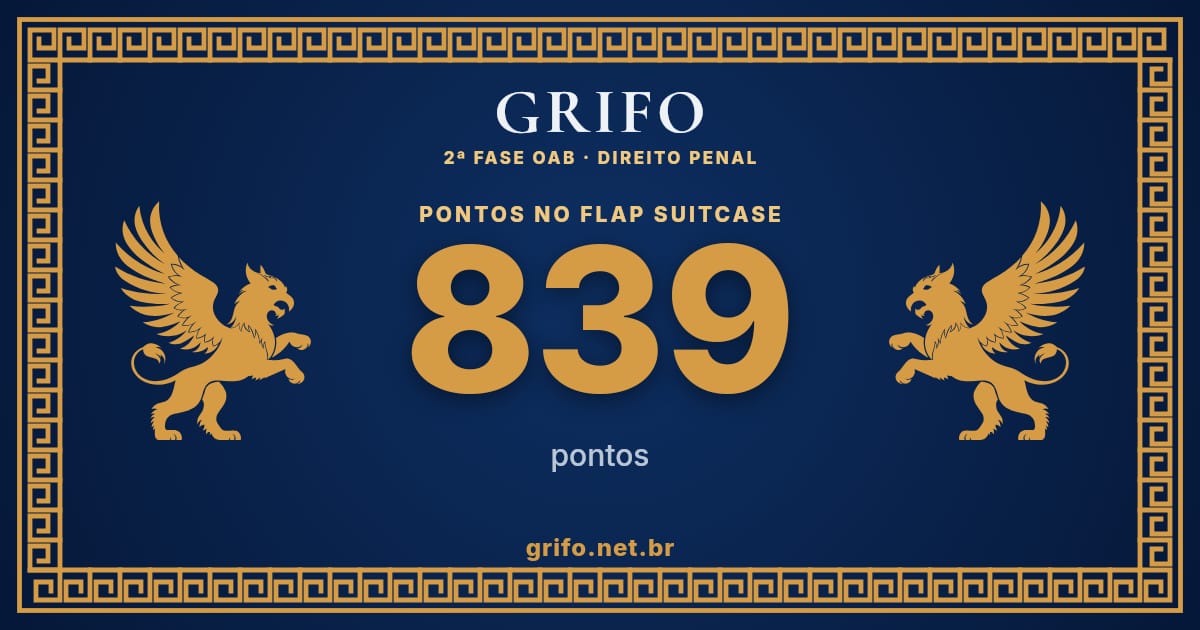 GRIFO
2ª FASE OAB · DIREITO PENAL
PONTOS NO FLAP SUITCASE
839
pontos
grifo.net.br